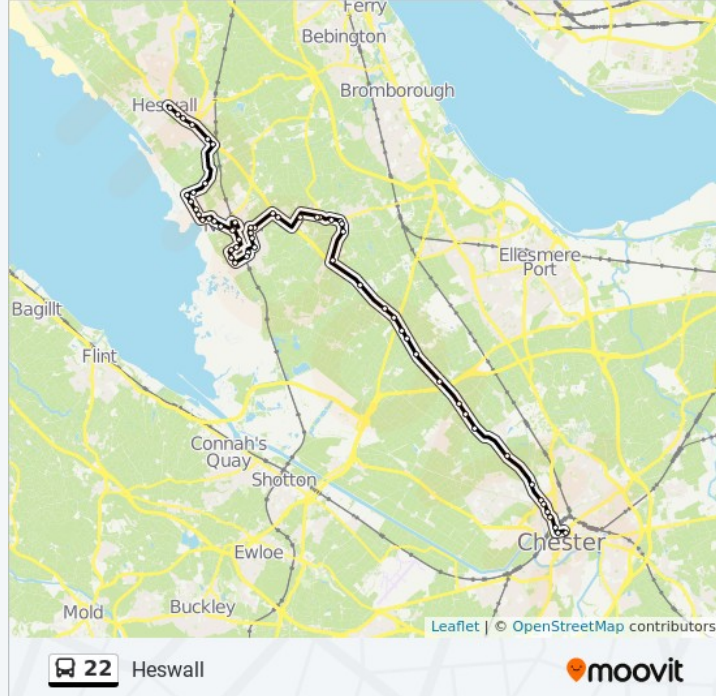 Ferry
Bebington
Bromborough
Heswall
Ellesmere
Port
Bagillt
Flint
Connah's
Quay
Shotton
Chester
Ewloe
Buckley
Mold
Leaflet | © OpenStreetMap contributors
22 Heswall moovit